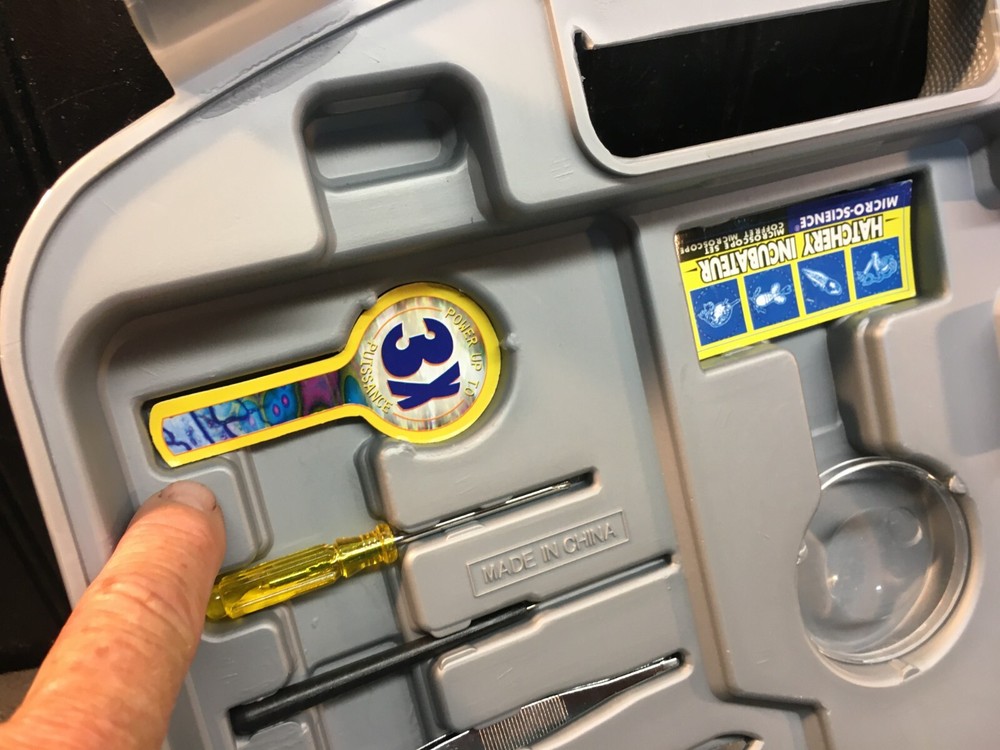 POWER UP TO
3X
PUISSANCE
MADE IN CHINA
MICRO-SCIENCE®
MICROSCOPE SET
COFFRET MICROSCOPE
HATCHERY INCUBATEUR